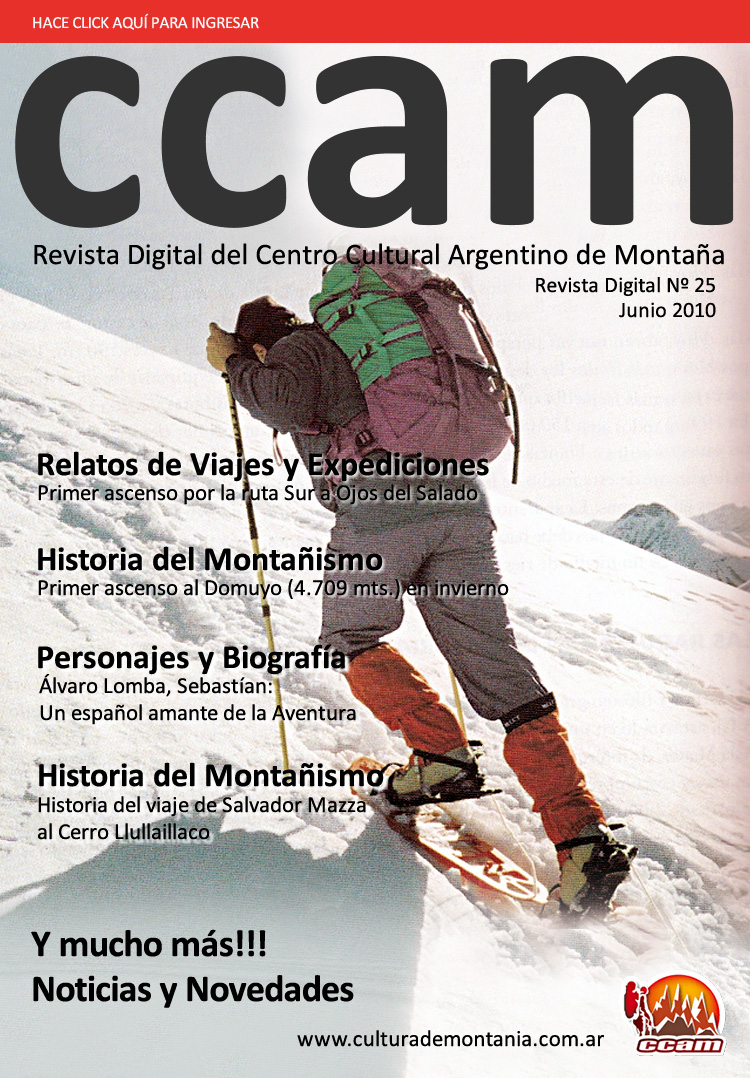 HACE CLICK AQUÍ PARA INGRESAR
ccam
Revista Digital del Centro Cultural Argentino de Montaña
Revista Digital Nº 25
Junio 2010
Relatos de Viajes y Expediciones
Primer ascenso por la ruta Sur a Ojos del Salado
Historia del Montañismo
Primer ascenso al Domuyo (4.709 mts.) en invierno
Personajes y Biografía
Álvaro Lomba, Sebastían:
Un español amante de la Aventura
Historia del Montañismo
Historia del viaje de Salvador Mazza
al Cerro Llullaillaco
Y mucho más!!!
Noticias y Novedades
www.culturademontania.com.ar
ccam